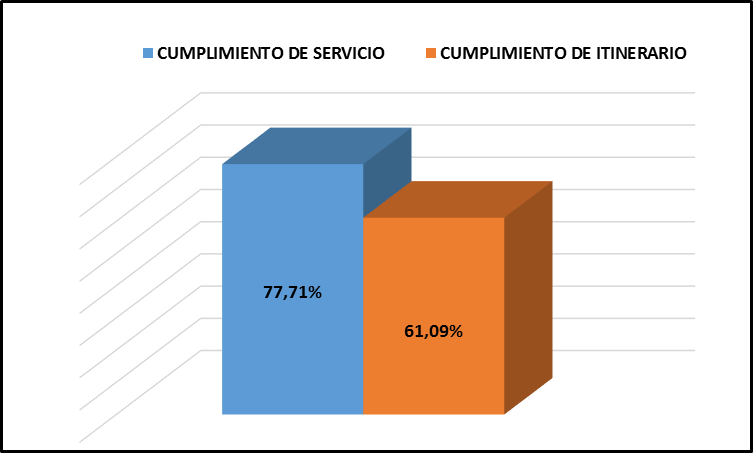 CUMPLIMIENTO DE SERVICIO CUMPLIMIENTO DE ITINERARIO
77,71%
61,09%